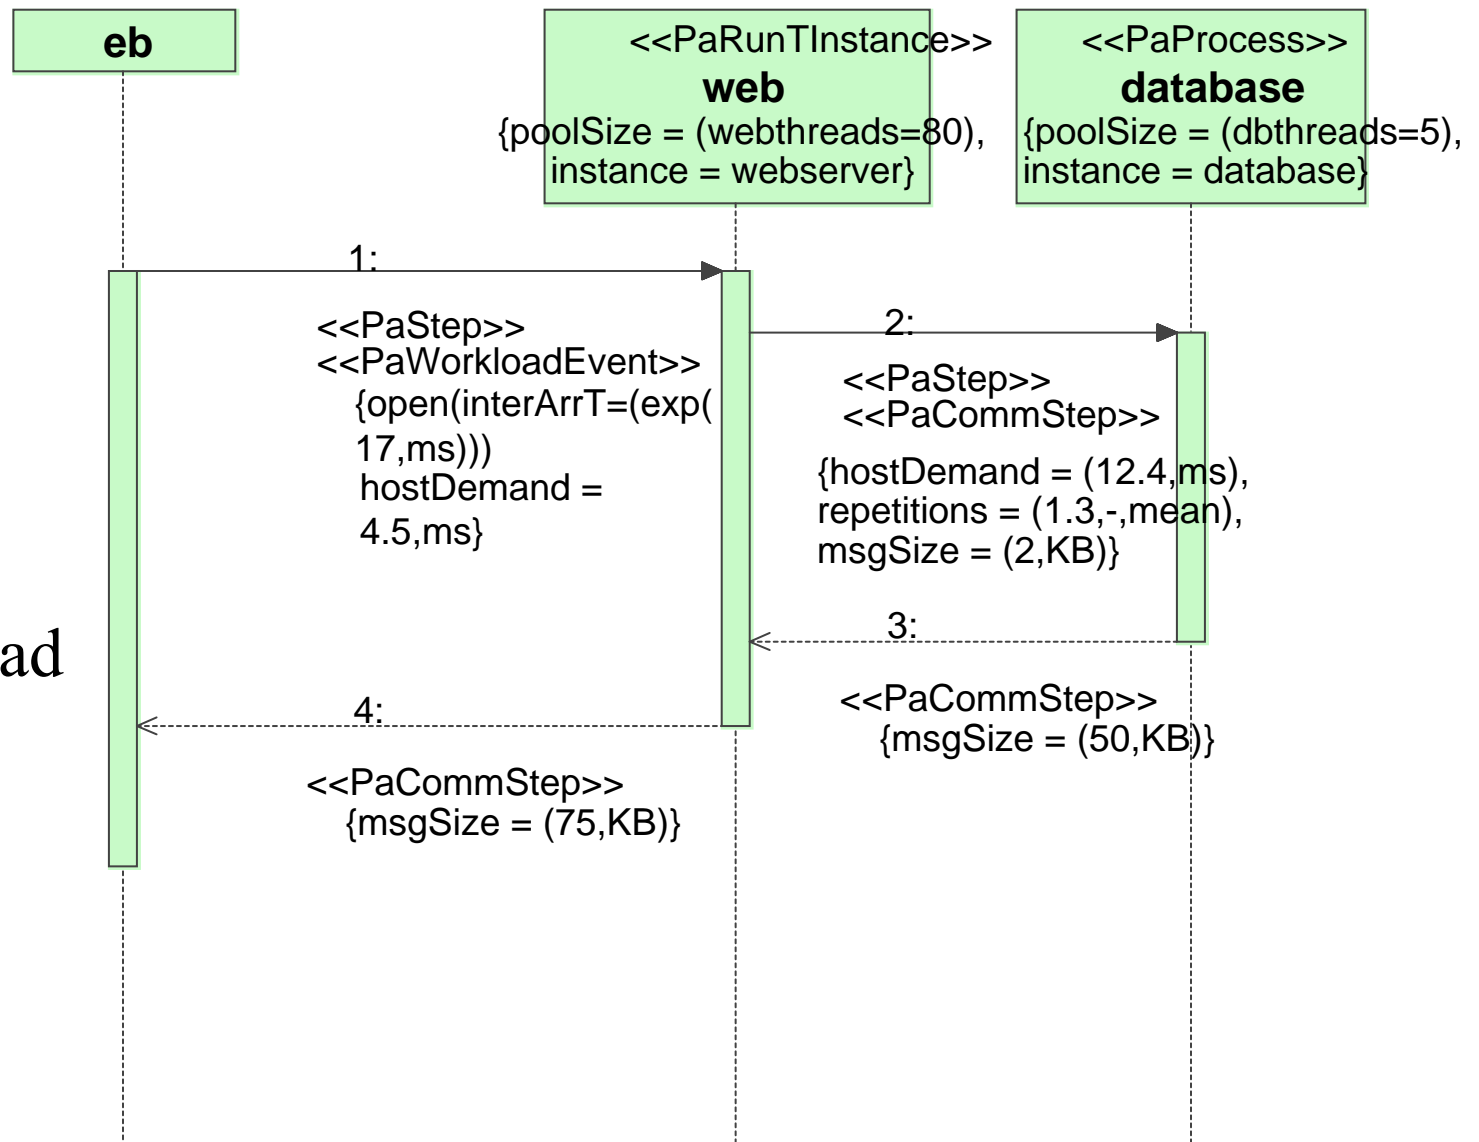 eb
<<PaRunTInstance>>
web
{poolSize = (webthreads=80),
instance = webserver}
<<PaProcess>>
database
{poolSize = (dbthreads=5),
instance = database}
1:
<<PaStep>>
<<PaWorkloadEvent>>
{open(interArrT=(exp(
17,ms)))
hostDemand =
4.5,ms}
2:
<<PaStep>>
<<PaCommStep>>
{hostDemand = (12.4,ms),
repetitions = (1.3,-,mean),
msgSize = (2,KB)}
3:
<<PaCommStep>>
{msgSize = (50,KB)}
ad
4:
<<PaCommStep>>
{msgSize = (75,KB)}